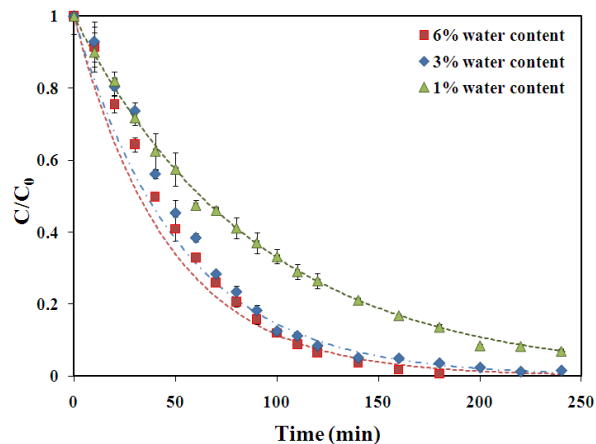 6% water content
3% water content
1% water content
C/C0
1
0.8
0.6
0.4
0.2
0
0
50
100
150
200
250
Time (min)